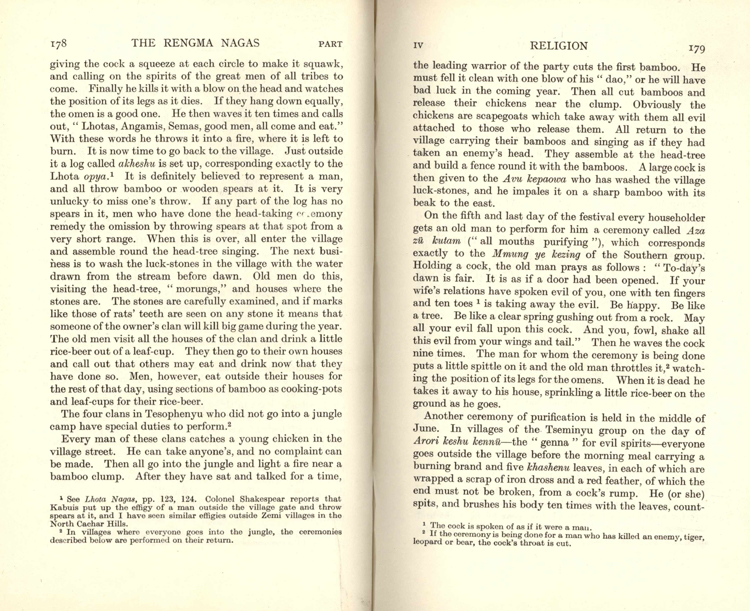 178 THE RENGMA NAGAS PART
giving the cock a squeeze at each circle to make it squawk,
and calling on the spirits of the great men of all tribes to
come. Finally he kills it with a blow on the head and watches
the position of its legs as it dies. If they hang down equally,
the omen is a good one. He then waves it ten times and calls
out, “ Lhotas, Angamis, Semas, good men, all come and eat.”
With these words he throws it into a fire, where it is left to
burn. It is now time to go back to the village. Just outside
it a log called akheshu is set up, corresponding exactly to the
Lhota opya.¹ It is definitely believed to represent a man,
and all throw bamboo or wooden spears at it. It is very
unlucky to miss one's throw. If any part of the log has no
spears in it, men who have done the head-taking ce.emony
remedy the omission by throwing spears at that spot from a
very short range. When this is over, all enter the village
and assemble round the head-tree singing. The next busi-
ness is to wash the luck-stones in the village with the water
drawn from the stream before dawn. Old men do this,
visiting the head-tree, “ morungs,” and houses where the
stones are. The stones are carefully examined, and if marks
like those of rats' teeth are seen on any stone it means that
someone of the owner's clan will kill big game during the year.
The old men visit all the houses of the clan and drink a little
rice-beer out of a leaf-cup. They then go to their own houses
and call out that others may eat and drink now that they
have done so. Men, however, eat outside their houses for
the rest of that day, using sections of bamboo as cooking-pots
and leaf-cups for their rice-beer.
The four clans in Tesophenyu who did not go into a jungle
camp have special duties to perform.²
Every man of these clans catches a young chicken in the
village street. He can take anyone's, and no complaint can
be made. Then all go into the jungle and light a fire near a
bamboo clump. After they have sat and talked for a time,
¹ See Lhota Nagas, pp. 123, 124. Colonel Shakespear reports that
Kabuis put up the effigy of a man outside the village gate and throw
spears at it, and I have seen similar effigies outside Zemi villages in the
North Cachar Hills.
² In villages where everyone goes into the jungle, the ceremonies
described below are performed on their return.
IV RELIGION 179
the leading warrior of the party cuts the first bamboo. He
must fell it clean with one blow of his “ dao,” or he will have
bad luck in the coming year. Then all cut bamboos and
release their chickens near the clump. Obviously the
chickens are scapegoats which take away with them all evil
attached to those who release them. All return to the
village carrying their bamboos and singing as if they had
taken an enemy's head. They assemble at the head-tree
and build a fence round it with the bamboos. A large cock is
then given to the Avu kepaova who has washed the village
luck-stones, and he impales it on a sharp bamboo with its
beak to the east.
On the fifth and last day of the festival every householder
gets an old man to perform for him a ceremony called Aza
zü kutam (“ all mouths purifying ”), which corresponds
exactly to the Mmung ye kezing of the Southern group.
Holding a cock, the old man prays as follows : “ To-day's
dawn is fair. It is as if a door had been opened. If your
wife's relations have spoken evil of you, one with ten fingers
and ten toes ¹ is taking away the evil. Be happy. Be like
a tree. Be like a clear spring gushing out from a rock. May
all your evil fall upon this cock. And you, fowl, shake all
this evil from your wings and tail.” Then he waves the cock
nine times. The man for whom the ceremony is being done
puts a little spittle on it and the old man throttles it,² watch-
ing the position of its legs for the omens. When it is dead he
takes it away to his house, sprinkling a little rice-beer on the
ground as he goes.
Another ceremony of purification is held in the middle of
June. In villages of the Tseminyu group on the day of
Arori keshu kennü—the “ genna ” for evil spirits—everyone
goes outside the village before the morning meal carrying a
burning brand and five khashenu leaves, in each of which are
wrapped a scrap of iron dross and a red feather, of which the
end must not be broken, from a cock's rump. He (or she)
spits, and brushes his body ten times with the leaves, count-
¹ The cock is spoken of as if it were a man.
² If the ceremony is being done for a man who has killed an enemy, tiger,
leopard or bear, the cock's throat is cut.